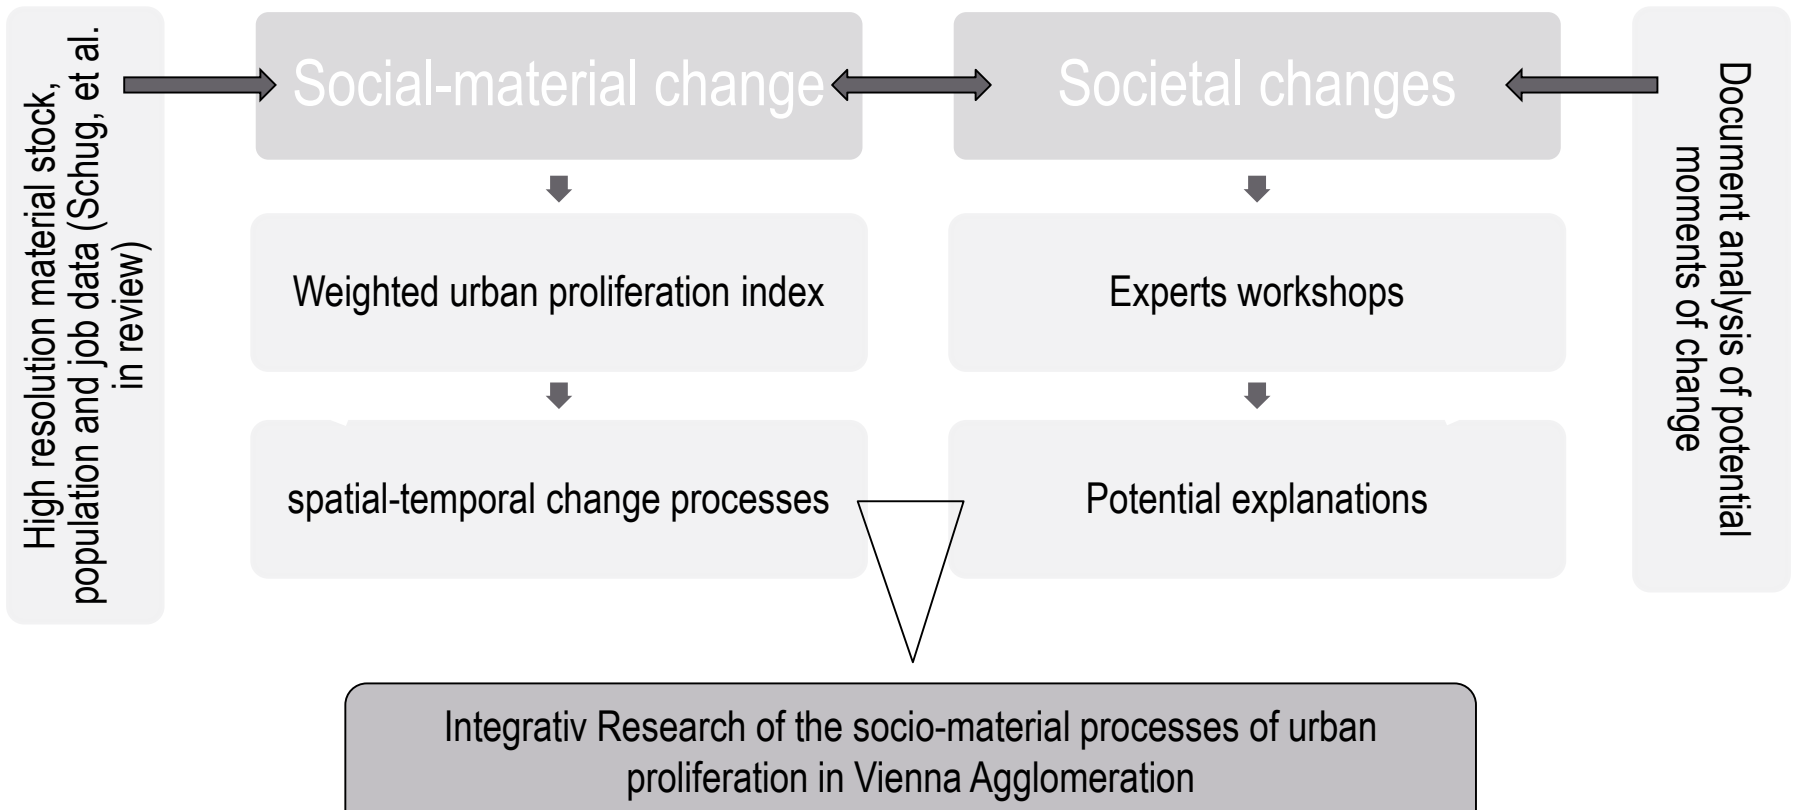 High resolution material stock,
population and job data (Schug, et al.
in review)
Social-material change
Societal changes
Weighted urban proliferation index
Experts workshops
spatial-temporal change processes
Potential explanations
Document analysis of potential
moments of change
Integrativ Research of the socio-material processes of urban
proliferation in Vienna Agglomeration